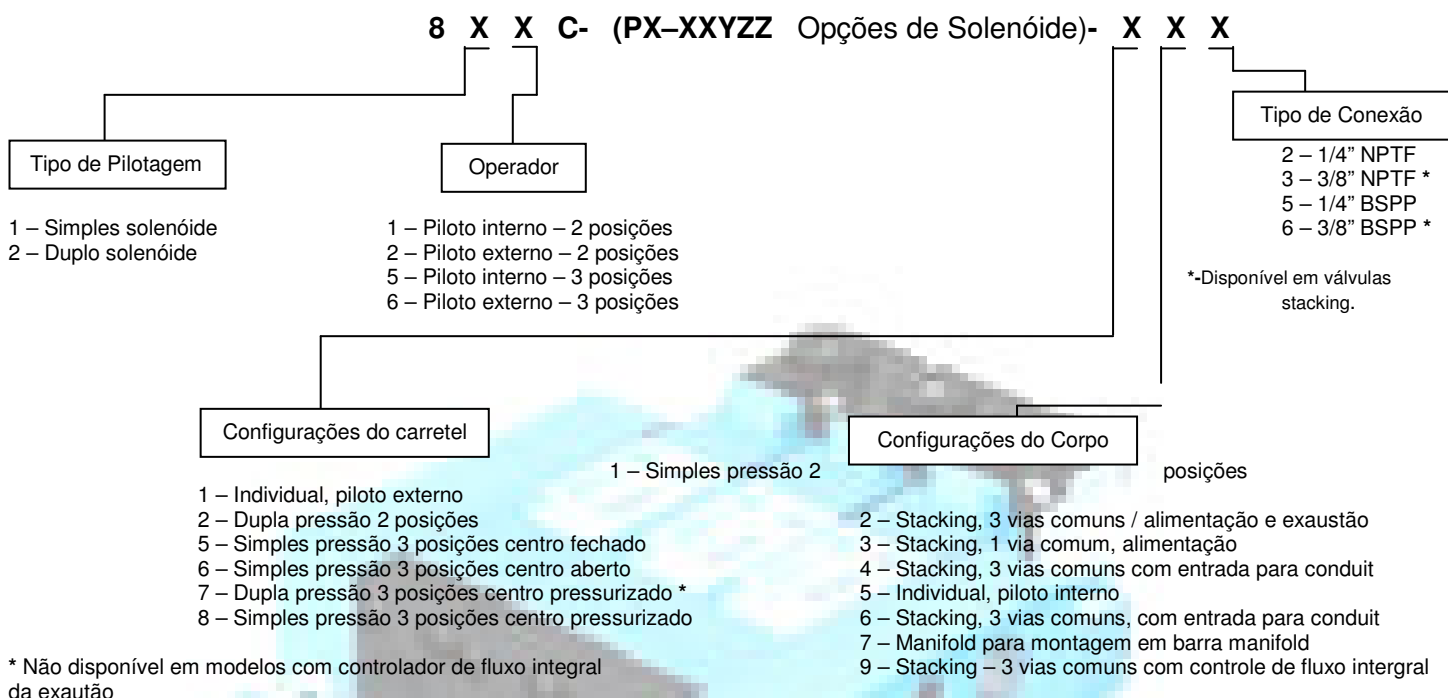 8 X X C- (PX–XXYZZ Opções de Solenóide)- X X X
Tipo de Pilotagem
1 – Simples solenóide
2 – Duplo solenóide
Operador
1 – Piloto interno – 2 posições
2 – Piloto externo – 2 posições
5 – Piloto interno – 3 posições
6 – Piloto externo – 3 posições
Tipo de Conexão
2 – 1/4” NPTF
3 – 3/8” NPTF *
5 – 1/4” BSPP
6 – 3/8” BSPP *
*-Disponível em válvulas
stacking.
Configurações do carretel
1 – Simples pressão 2 posições
1 – Individual, piloto externo
2 – Dupla pressão 2 posições
5 – Simples pressão 3 posições centro fechado
6 – Simples pressão 3 posições centro aberto
7 – Dupla pressão 3 posições centro pressurizado *
8 – Simples pressão 3 posições centro pressurizado
* Não disponível em modelos com controlador de fluxo integral
da exautão
Configurações do Corpo
2 – Stacking, 3 vias comuns / alimentação e exaustão
3 – Stacking, 1 via comum, alimentação
4 – Stacking, 3 vias comuns com entrada para conduit
5 – Individual, piloto interno
6 – Stacking, 3 vias comuns, com entrada para conduit
7 – Manifold para montagem em barra manifold
9 – Stacking – 3 vias comuns com controle de fluxo intergral